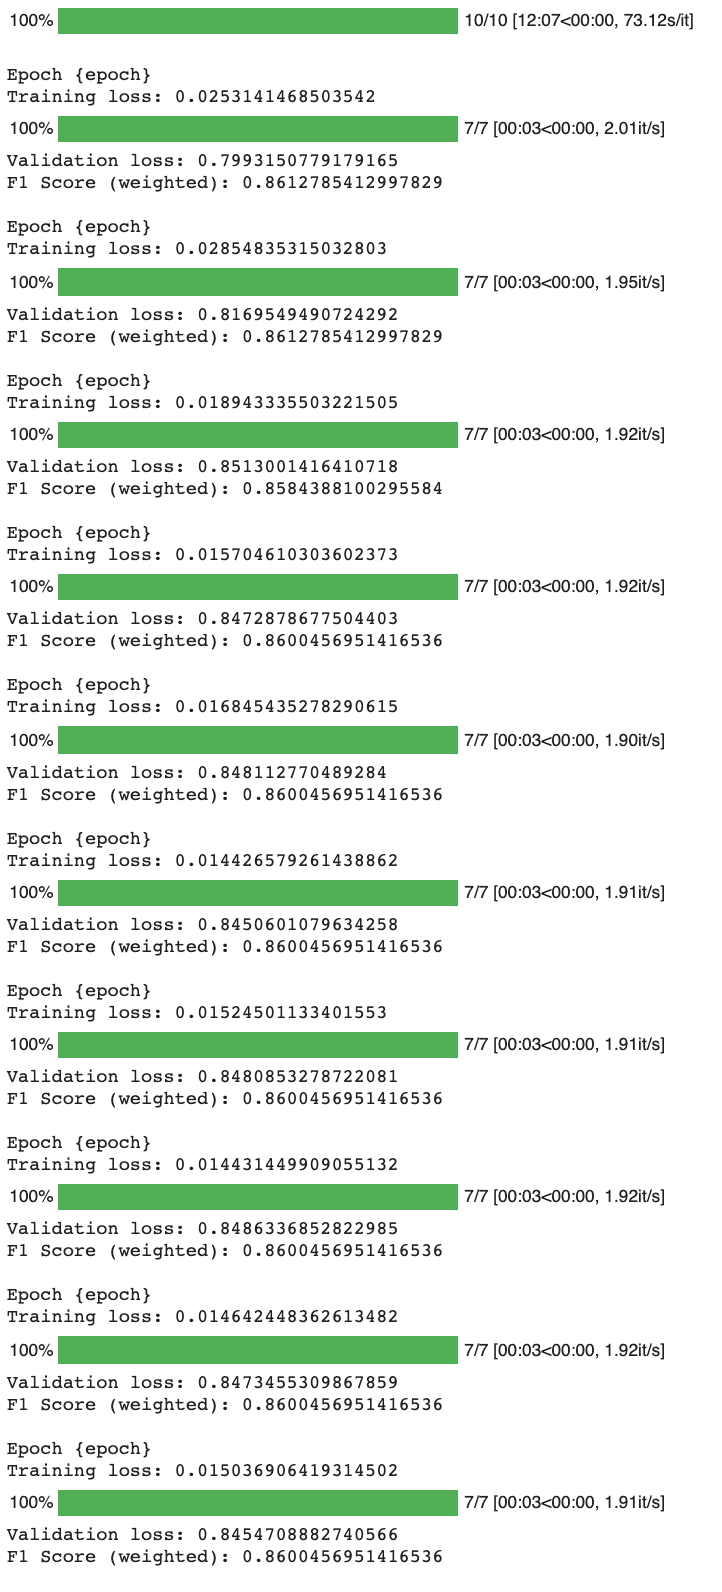 100% 10/10 [12:07<00:00, 73.12s/it]
Epoch {epoch}
Training loss: 0.0253141468503542
100% 7/7 [00:03<00:00, 2.01it/s]
Validation loss: 0.7993150779179165
F1 Score (weighted): 0.8612785412997829
Epoch {epoch}
Training loss: 0.02854835315032803
100% 7/7 [00:03<00:00, 1.95it/s]
Validation loss: 0.8169549490724292
F1 Score (weighted): 0.8612785412997829
Epoch {epoch}
Training loss: 0.018943335503221505
100% 7/7 [00:03<00:00, 1.92it/s]
Validation loss: 0.8513001416410718
F1 Score (weighted): 0.8584388100295584
Epoch {epoch}
Training loss: 0.015704610303602373
100% 7/7 [00:03<00:00, 1.92it/s]
Validation loss: 0.8472878677504403
F1 Score (weighted): 0.8600456951416536
Epoch {epoch}
Training loss: 0.016845435278290615
100% 7/7 [00:03<00:00, 1.90it/s]
Validation loss: 0.848112770489284
F1 Score (weighted): 0.8600456951416536
Epoch {epoch}
Training loss: 0.014426579261438862
100% 7/7 [00:03<00:00, 1.91it/s]
Validation loss: 0.8450601079634258
F1 Score (weighted): 0.8600456951416536
Epoch {epoch}
Training loss: 0.01524501133401553
100% 7/7 [00:03<00:00, 1.91it/s]
Validation loss: 0.8480853278722081
F1 Score (weighted): 0.8600456951416536
Epoch {epoch}
Training loss: 0.014431449909055132
100% 7/7 [00:03<00:00, 1.92it/s]
Validation loss: 0.8486336852822985
F1 Score (weighted): 0.8600456951416536
Epoch {epoch}
Training loss: 0.014642448362613482
100% 7/7 [00:03<00:00, 1.92it/s]
Validation loss: 0.8473455309867859
F1 Score (weighted): 0.8600456951416536
Epoch {epoch}
Training loss: 0.015036906419314502
100% 7/7 [00:03<00:00, 1.91it/s]
Validation loss: 0.8454708882740566
F1 Score (weighted): 0.8600456951416536